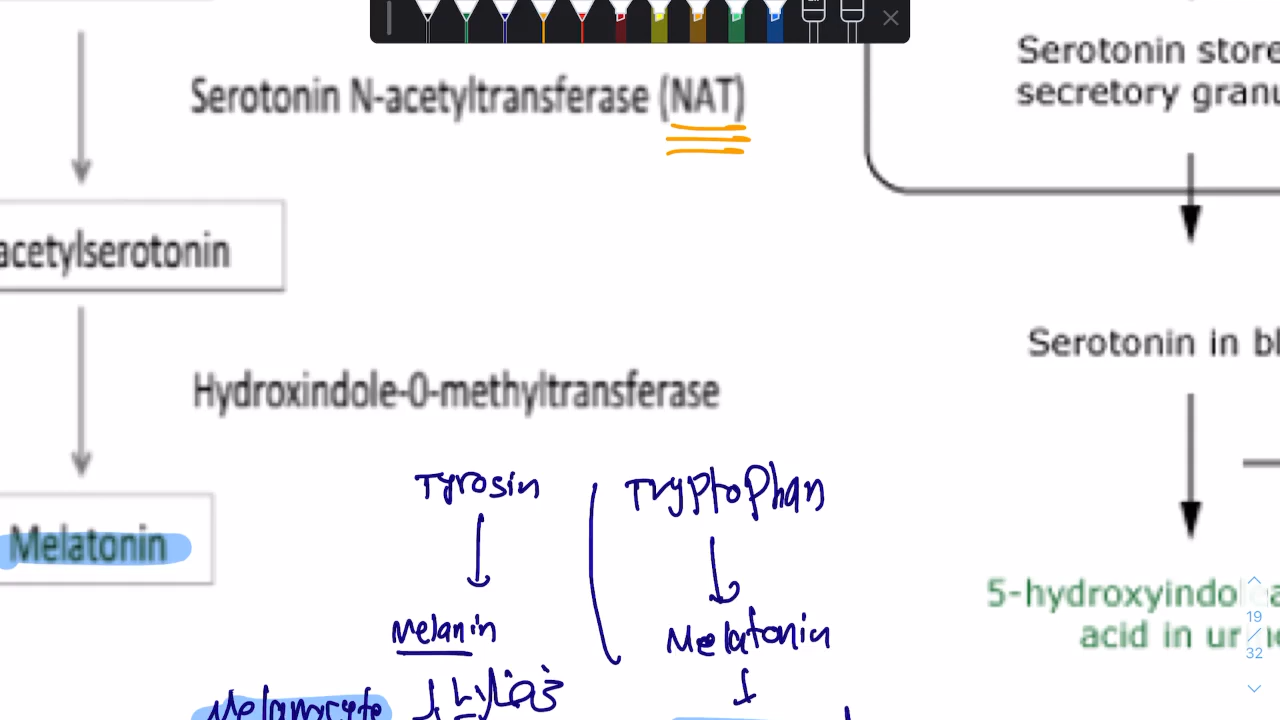 Serotonin N-acetyltransferase (NAT)
acetylserotonin
Hydroxindole-O-methyltransferase
Melatonin
Tyrosin
Melanin
Melanocyte
Tryptophan
Melatonin
Serotonin store
secretory granu
Serotonin in bl
5-hydroxyindo
acid in ur
19
/
32